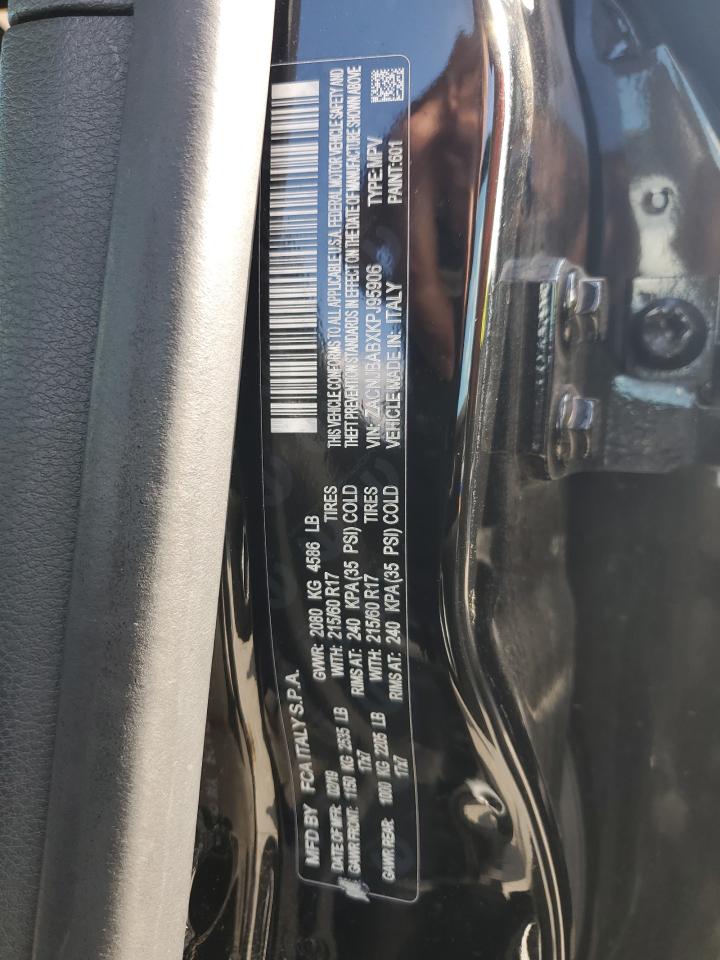 MFD BY FCA ITALY S.P.A.
DATE OF MFR: 02/19 GVWR: 2080 KG 4586 LB
GAWR FRONT: 1150 KG 2535 LB WITH: 215/60 R17 TIRES
17x7 RIMS AT: 240 KPA(35 PSI) COLD
GAWR REAR: 1000 KG 2205 LB WITH: 215/60 R17 TIRES
17x7 RIMS AT: 240 KPA(35 PSI) COLD
THIS VEHICLE CONFORMS TO ALL APPLICABLE U.S.A. FEDERAL MOTOR VEHICLE SAFETY AND
THEFT PREVENTION STANDARDS IN EFFECT ON THE DATE OF MANUFACTURE SHOWN ABOVE
VIN: ZACNJBABXKPJ95906 TYPE:MPV
VEHICLE MADE IN: ITALY PAINT:601